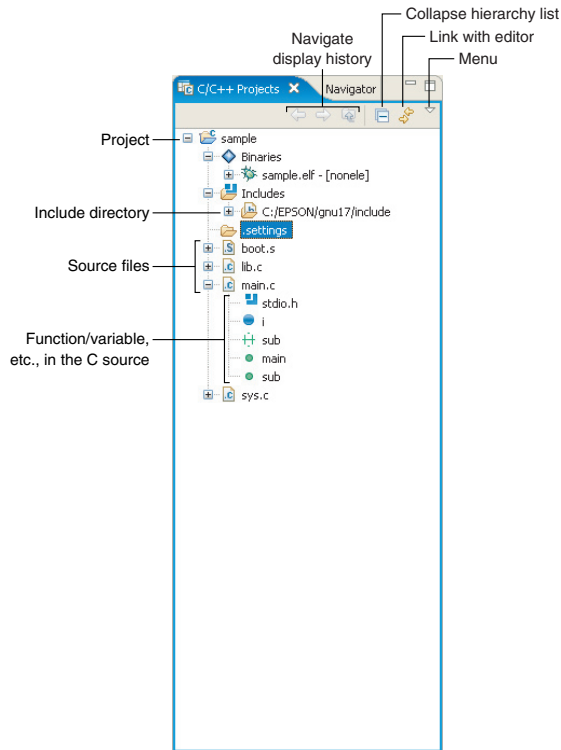 Collapse hierarchy list
Navigate
display history
Link with editor
Menu
C/C++ Projects
Navigator
Project
sample
Binaries
sample.elf - [nonele]
Includes
Include directory
C:/EPSON/gnu17/include
.settings
Source files
.S boot.s
.c lib.c
.c main.c
Function/variable,
etc., in the C source
stdio.h
i
sub
main
sub
.c sys.c